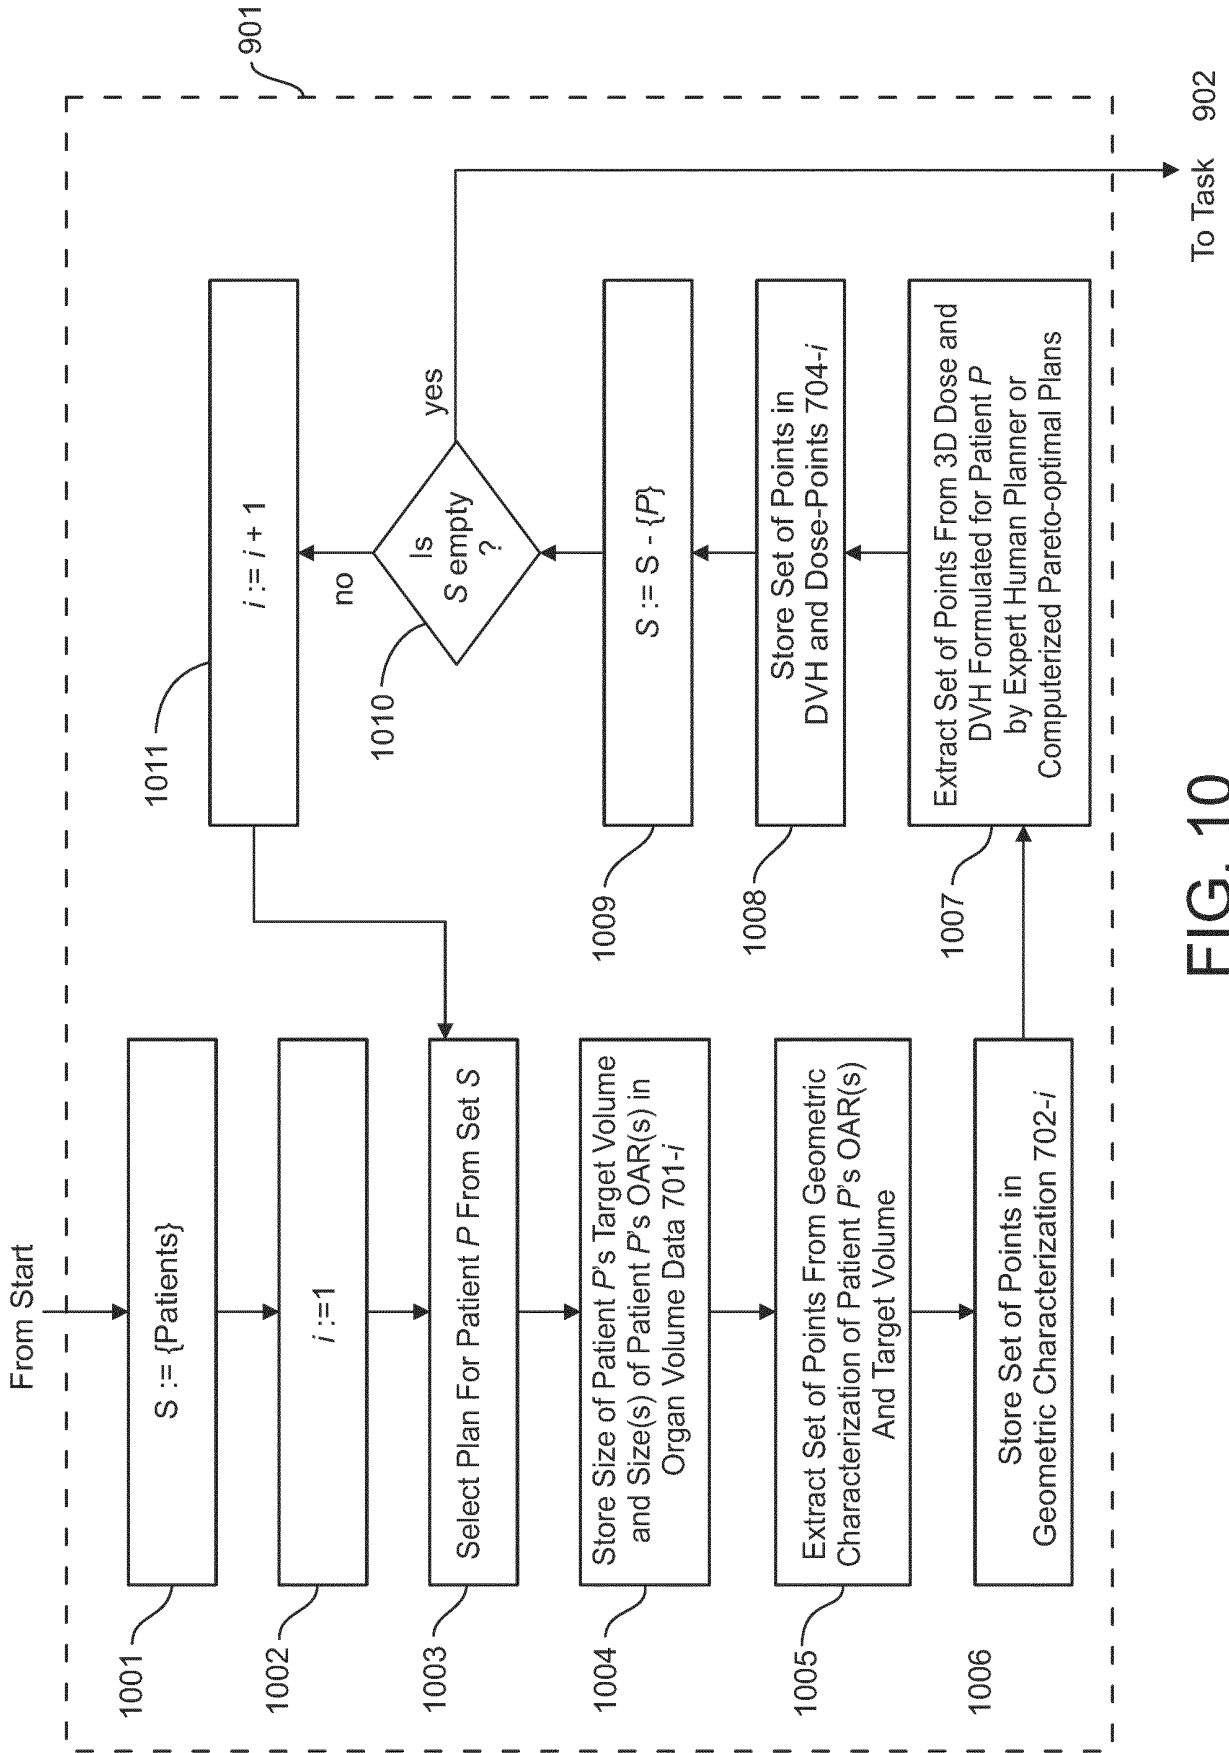 From Start
901
1001
S := {Patients}
1002
i :=1
1003
Select Plan For Patient P From Set S
1004
Store Size of Patient P's Target Volume
and Size(s) of Patient P's OAR(s) in
Organ Volume Data 701-i
1005
Extract Set of Points From Geometric
Characterization of Patient P's OAR(s)
And Target Volume
1006
Store Set of Points in
Geometric Characterization 702-i
1011
i := i + 1
no
1010
Is
S empty
?
yes
1009
S := S - {P}
1008
Store Set of Points in
DVH and Dose-Points 704-i
1007
Extract Set of Points From 3D Dose and
DVH Formulated for Patient P
by Expert Human Planner or
Computerized Pareto-optimal Plans
To Task 902
FIG. 10